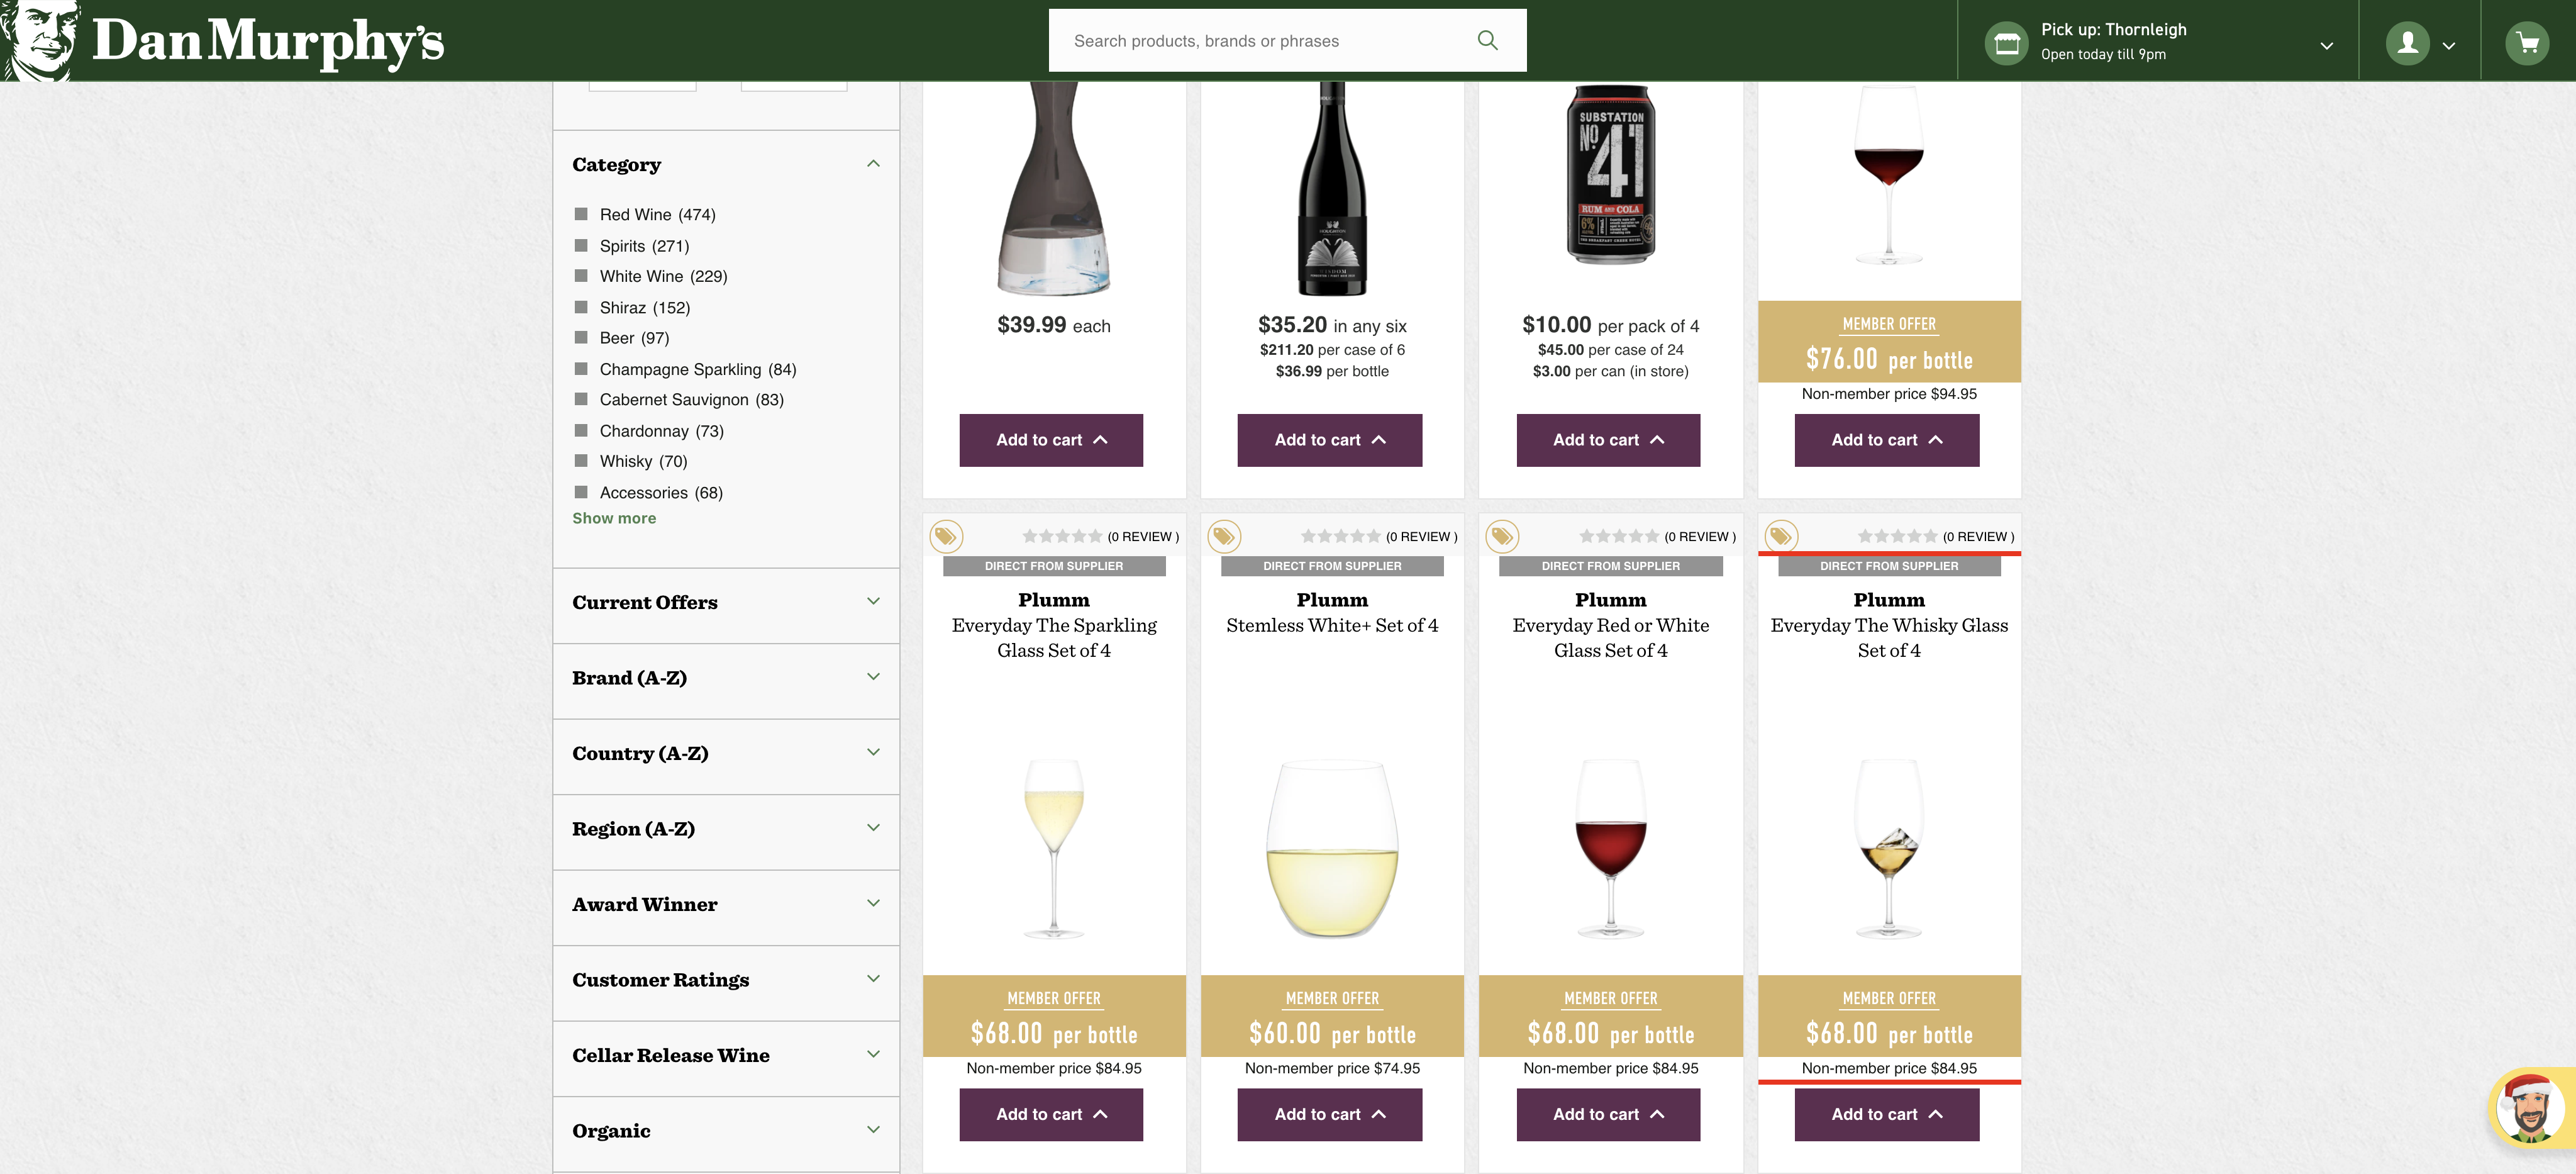 Dan Murphy's
Search products, brands or phrases
Pick up: Thornleigh
Open today till 9pm
Category
Red Wine (474)
Spirits (271)
White Wine (229)
Shiraz (152)
Beer (97)
Champagne Sparkling (84)
Cabernet Sauvignon (83)
Chardonnay (73)
Whisky (70)
Accessories (68)
Show more
Current Offers
Brand (A-Z)
Country (A-Z)
Region (A-Z)
Award Winner
Customer Ratings
Cellar Release Wine
Organic
$39.99 each
Add to cart
HOUGHTON
WISDOM
$35.20 in any six
$211.20 per case of 6
$36.99 per bottle
Add to cart
SUBSTATION
No 41
RUM AND COLA
6%
$10.00 per pack of 4
$45.00 per case of 24
$3.00 per can (in store)
Add to cart
MEMBER OFFER
$76.00 per bottle
Non-member price $94.95
Add to cart
(0 REVIEW )
DIRECT FROM SUPPLIER
Plumm
Everyday The Sparkling
Glass Set of 4
MEMBER OFFER
$68.00 per bottle
Non-member price $84.95
Add to cart
(0 REVIEW )
DIRECT FROM SUPPLIER
Plumm
Stemless White+ Set of 4
MEMBER OFFER
$60.00 per bottle
Non-member price $74.95
Add to cart
(0 REVIEW )
DIRECT FROM SUPPLIER
Plumm
Everyday Red or White
Glass Set of 4
MEMBER OFFER
$68.00 per bottle
Non-member price $84.95
Add to cart
(0 REVIEW )
DIRECT FROM SUPPLIER
Plumm
Everyday The Whisky Glass
Set of 4
MEMBER OFFER
$68.00 per bottle
Non-member price $84.95
Add to cart